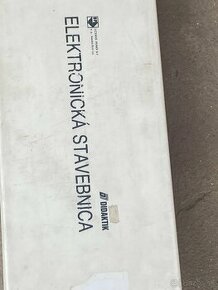 ELEKTRONICKÁ STAVEBNICA
DIDAKTIK